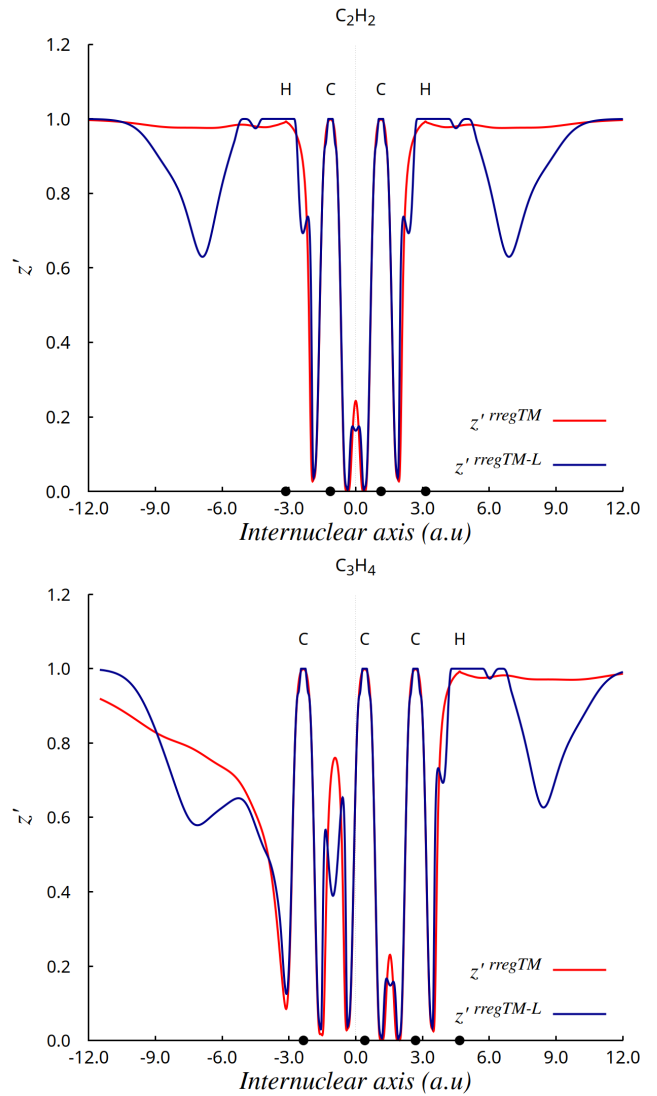 C₂H₂
1.2
H C C H
1.0
0.8
z′
0.6
0.4
0.2
z′ rregTM
z′ rregTM-L
0.0
-12.0 -9.0 -6.0 -3.0 0.0 3.0 6.0 9.0 12.0
Internuclear axis (a.u)
C₃H₄
1.2
C C C H
1.0
0.8
z′
0.6
0.4
0.2
z′ rregTM
z′ rregTM-L
0.0
-12.0 -9.0 -6.0 -3.0 0.0 3.0 6.0 9.0 12.0
Internuclear axis (a.u)